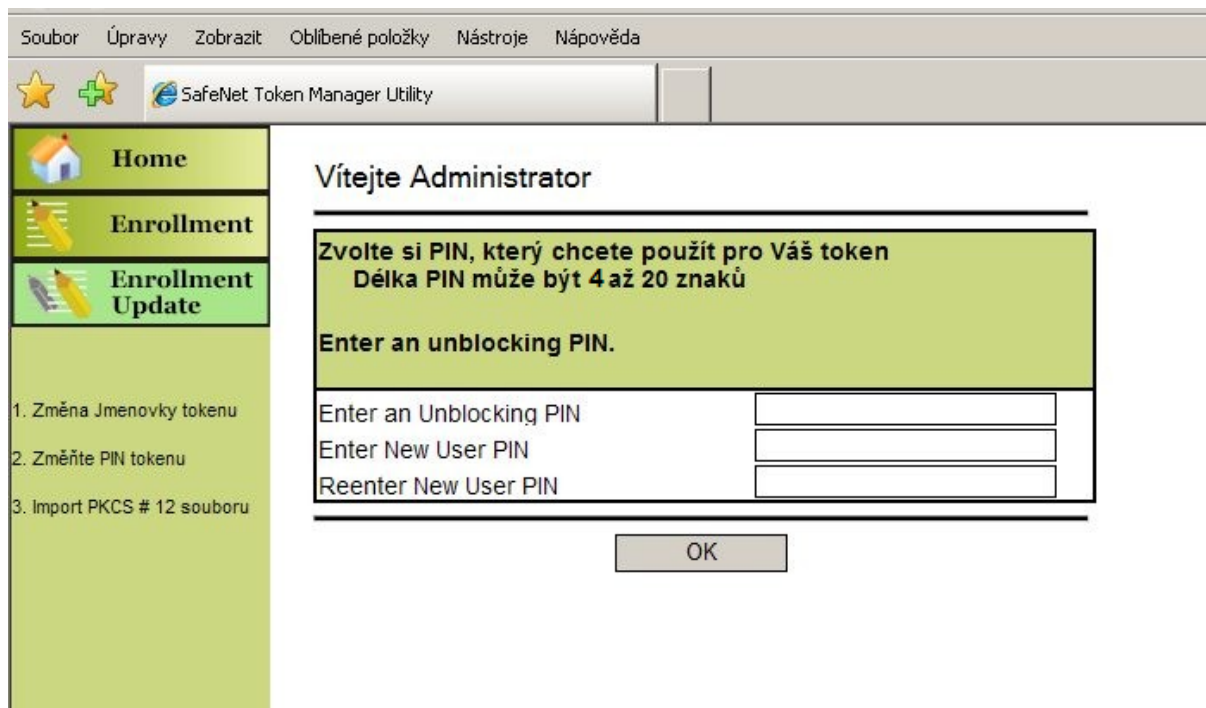 Soubor Úpravy Zobrazit Oblíbené položky Nástroje Nápověda
SafeNet Token Manager Utility
Home
Enrollment
Enrollment
Update
1. Změna Jmenovky tokenu
2. Změňte PIN tokenu
3. Import PKCS # 12 souboru
Vítejte Administrator
Zvolte si PIN, který chcete použít pro Váš token
Délka PIN může být 4 až 20 znaků
Enter an unblocking PIN.
Enter an Unblocking PIN
Enter New User PIN
Reenter New User PIN
OK